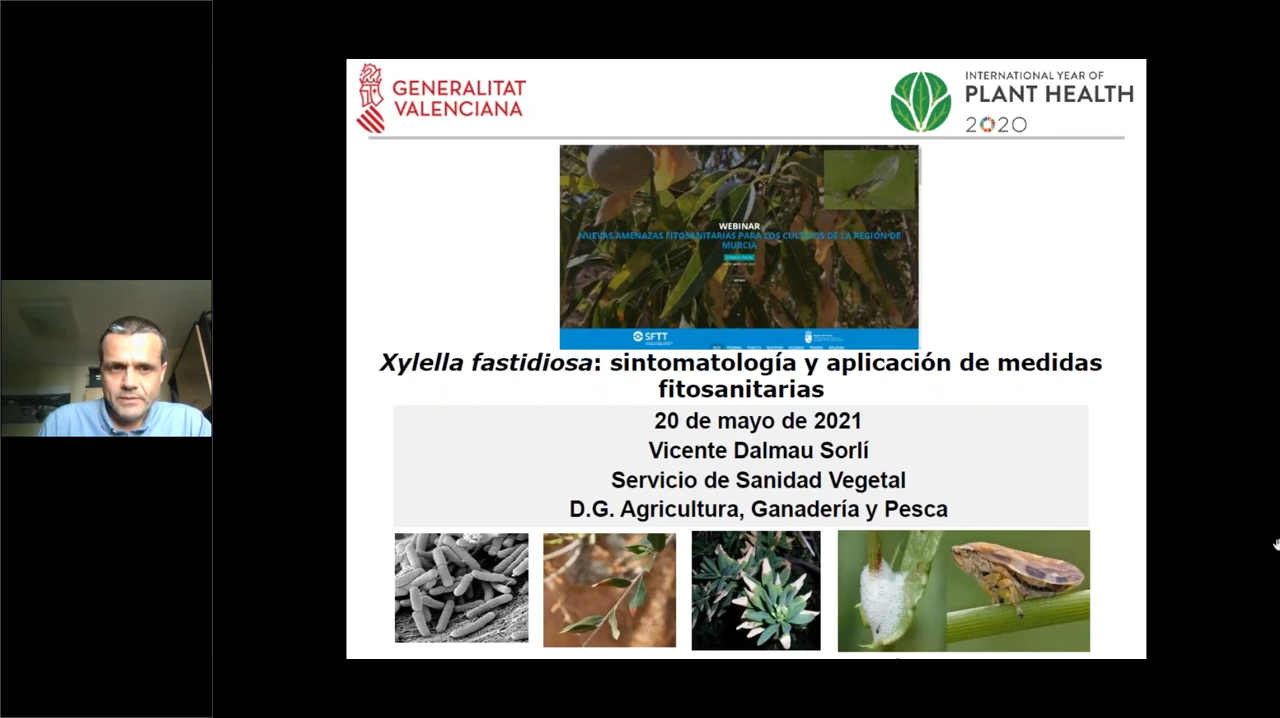 GENERALITAT
VALENCIANA
INTERNATIONAL YEAR OF
PLANT HEALTH
2020
WEBINAR
NUEVAS AMENAZAS FITOSANITARIAS PARA LOS CULTIVOS DE LA REGIÓN DE
MURCIA
SFTT
Xylella fastidiosa: sintomatología y aplicación de medidas
fitosanitarias
20 de mayo de 2021
Vicente Dalmau Sorlí
Servicio de Sanidad Vegetal
D.G. Agricultura, Ganadería y Pesca